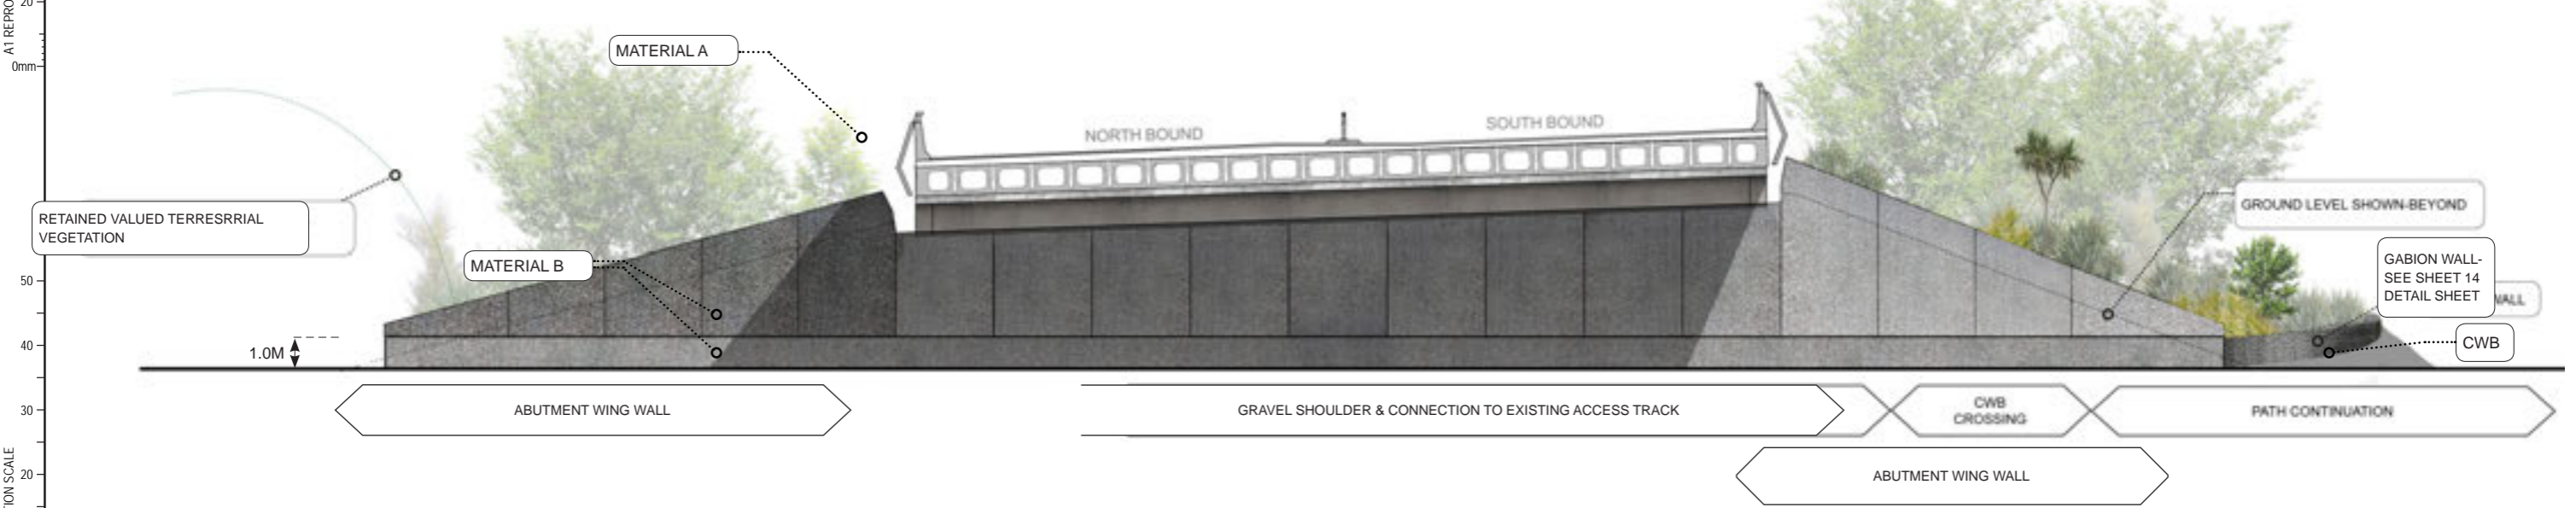 20
A1 REPRO
0mm
MATERIAL A
NORTH BOUND
SOUTH BOUND
RETAINED VALUED TERRESRRIAL
VEGETATION
GROUND LEVEL SHOWN-BEYOND
MATERIAL B
GABION WALL-
SEE SHEET 14
DETAIL SHEET
WALL
50
40
1.0M
CWB
30
ABUTMENT WING WALL
GRAVEL SHOULDER & CONNECTION TO EXISTING ACCESS TRACK
CWB
CROSSING
PATH CONTINUATION
20
TION SCALE
ABUTMENT WING WALL